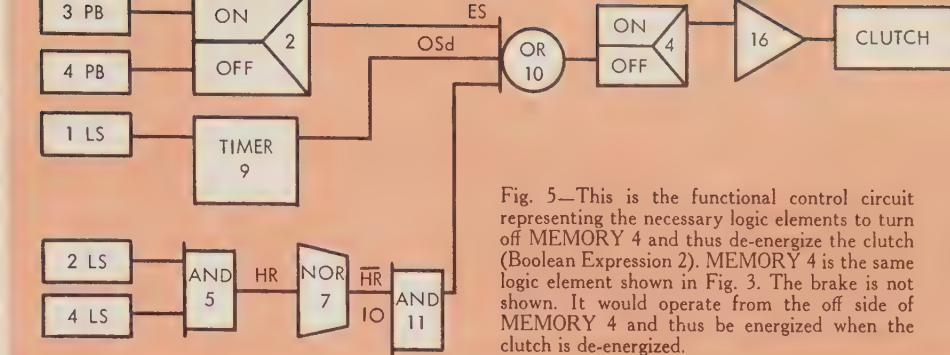 3 PB
ON
2
ES
4 PB
OFF
OSd
OR
10
ON
4
OFF
16
CLUTCH
1 LS
TIMER
9
2 LS
4 LS
AND
5
HR
NOR
7
HR
IO
AND
11
Fig. 5—This is the functional control circuit
representing the necessary logic elements to turn
off MEMORY 4 and thus de-energize the clutch
(Boolean Expression 2). MEMORY 4 is the same
logic element shown in Fig. 3. The brake is not
shown. It would operate from the off side of
MEMORY 4 and thus be energized when the
clutch is de-energized.